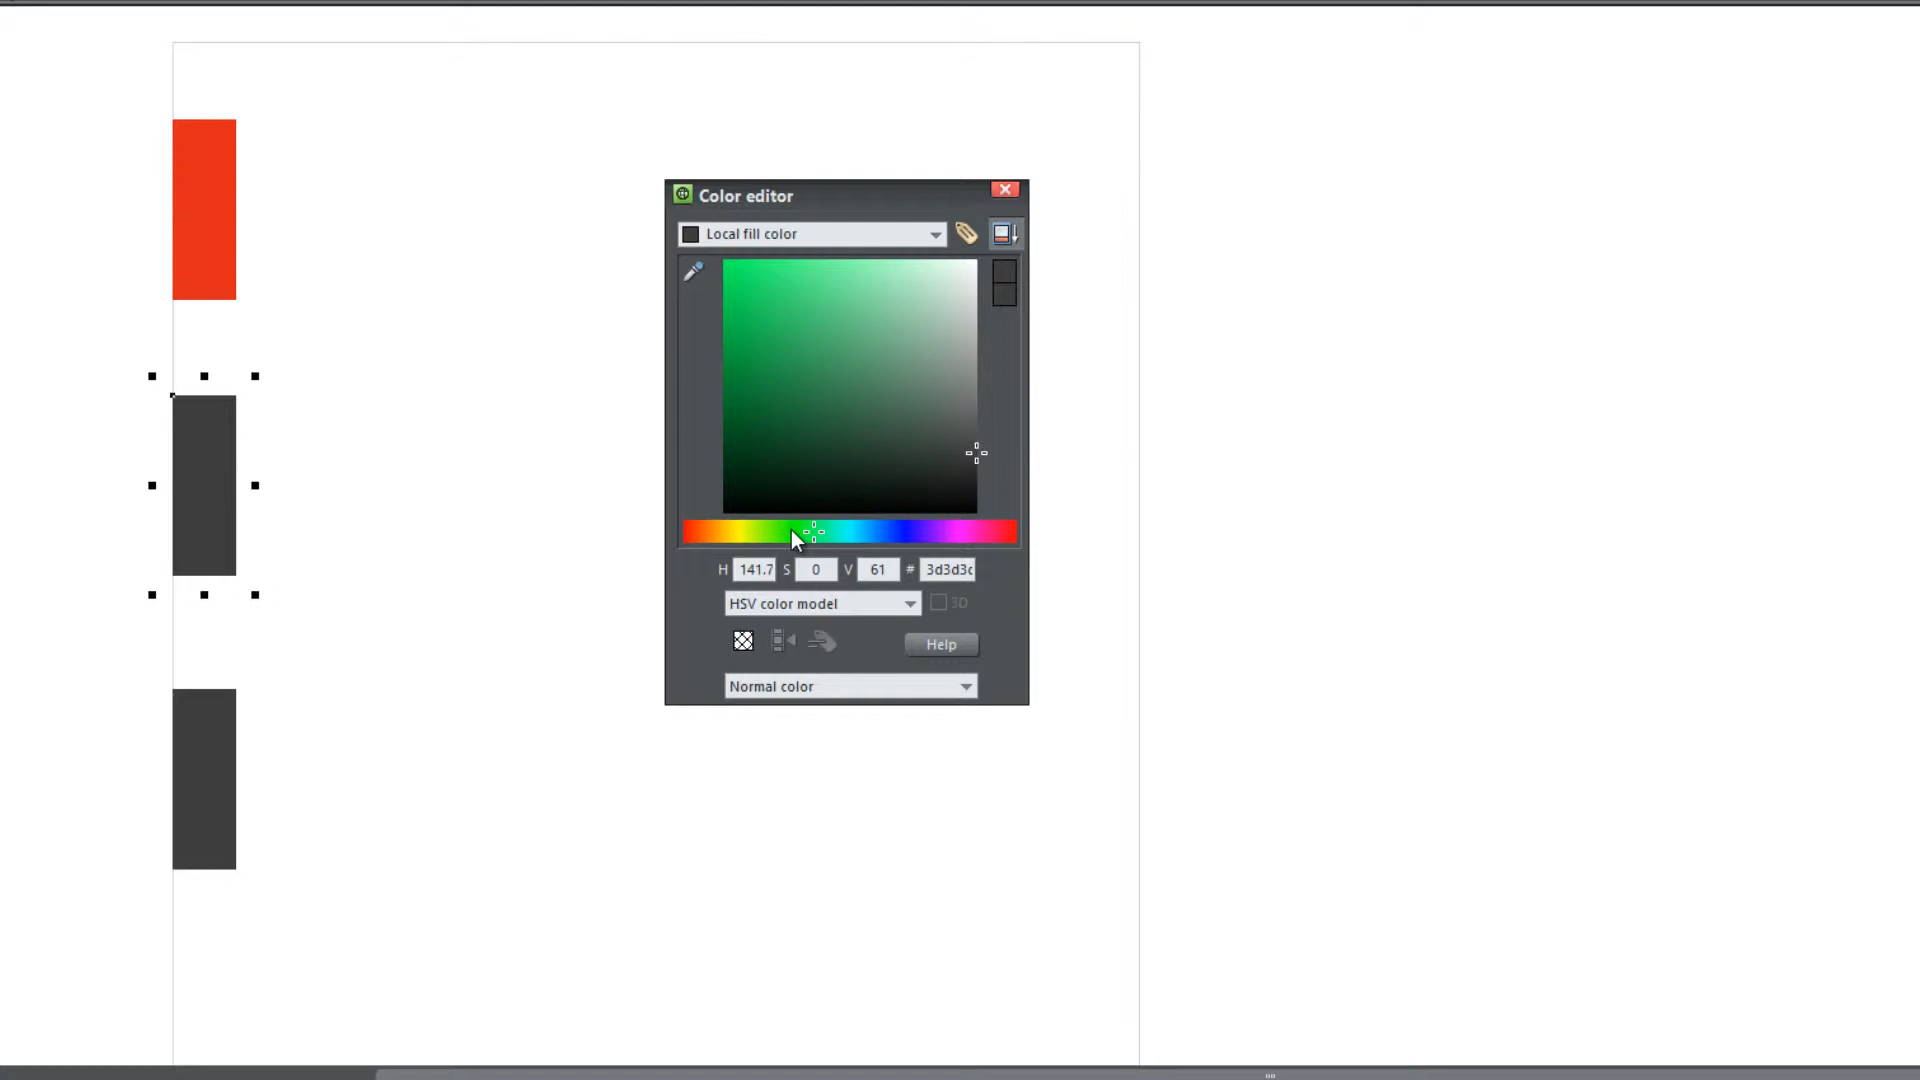 Color editor
Local fill color
H 141.7 S 0 V 61 # 3d3d3c
HSV color model 3D
Help
Normal color